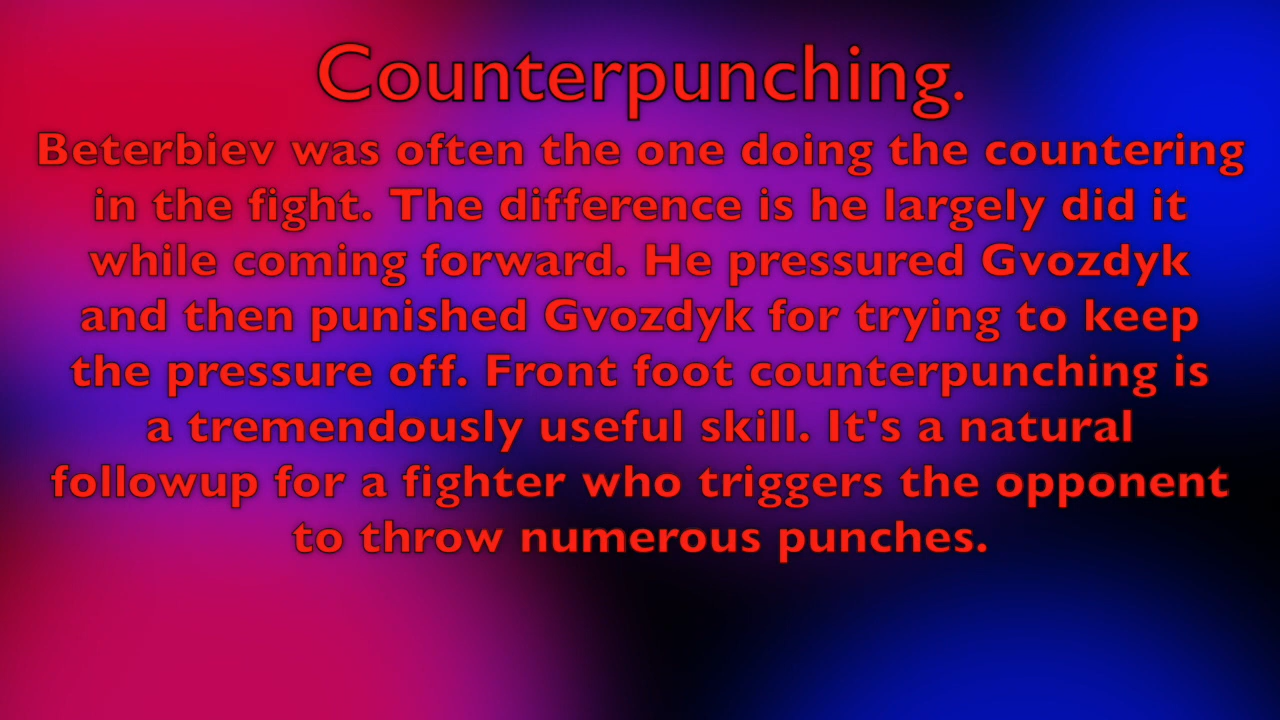 Counterpunching.
Beterbiev was often the one doing the countering
in the fight. The difference is he largely did it
while coming forward. He pressured Gvozdyk
and then punished Gvozdyk for trying to keep
the pressure off. Front foot counterpunching is
a tremendously useful skill. It's a natural
followup for a fighter who triggers the opponent
to throw numerous punches.